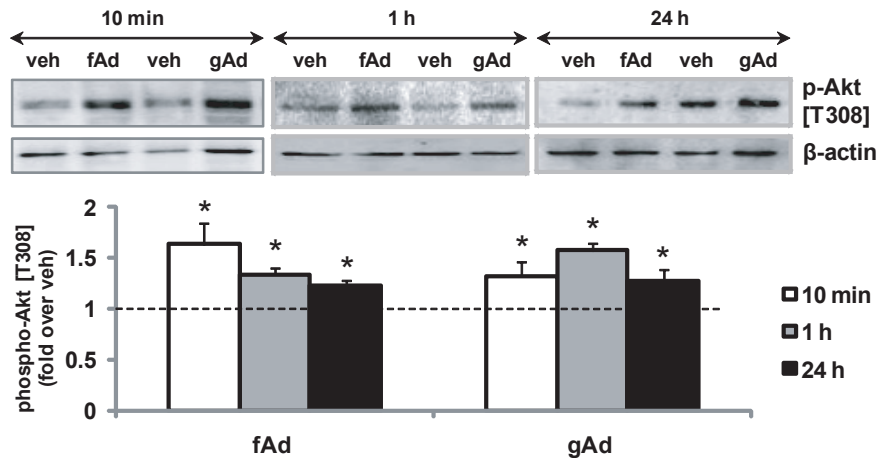 10 min 1 h 24 h
veh fAd veh gAd veh fAd veh gAd veh fAd veh gAd
p-Akt
[T308]
β-actin
phospho-Akt [T308]
(fold over veh)
2
1.5
1
0.5
0
* * * * * *
10 min
1 h
24 h
fAd gAd